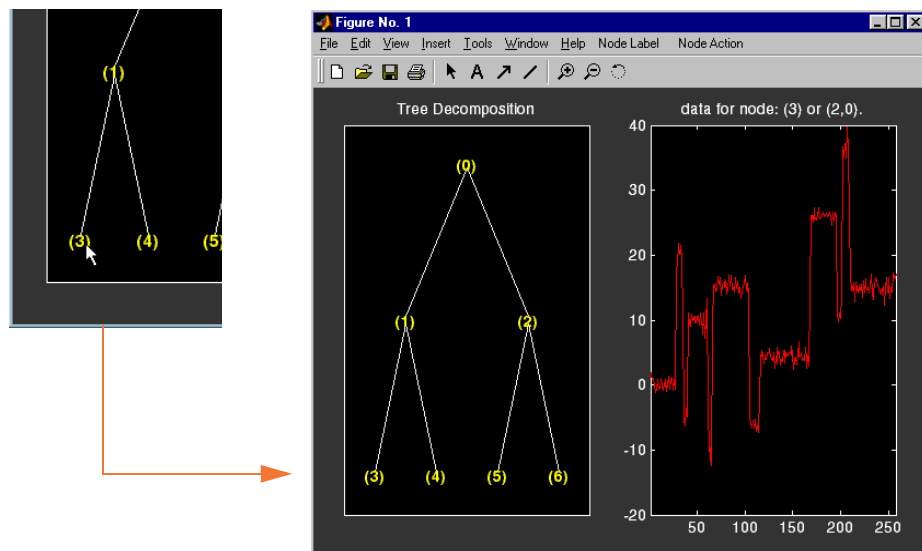 (1)
(3) (4) (5)
Figure No. 1
File Edit View Insert Tools Window Help Node Label Node Action
A
Tree Decomposition
(0)
(1) (2)
(3) (4) (5) (6)
data for node: (3) or (2,0).
40
30
20
10
0
-10
-20
50 100 150 200 250